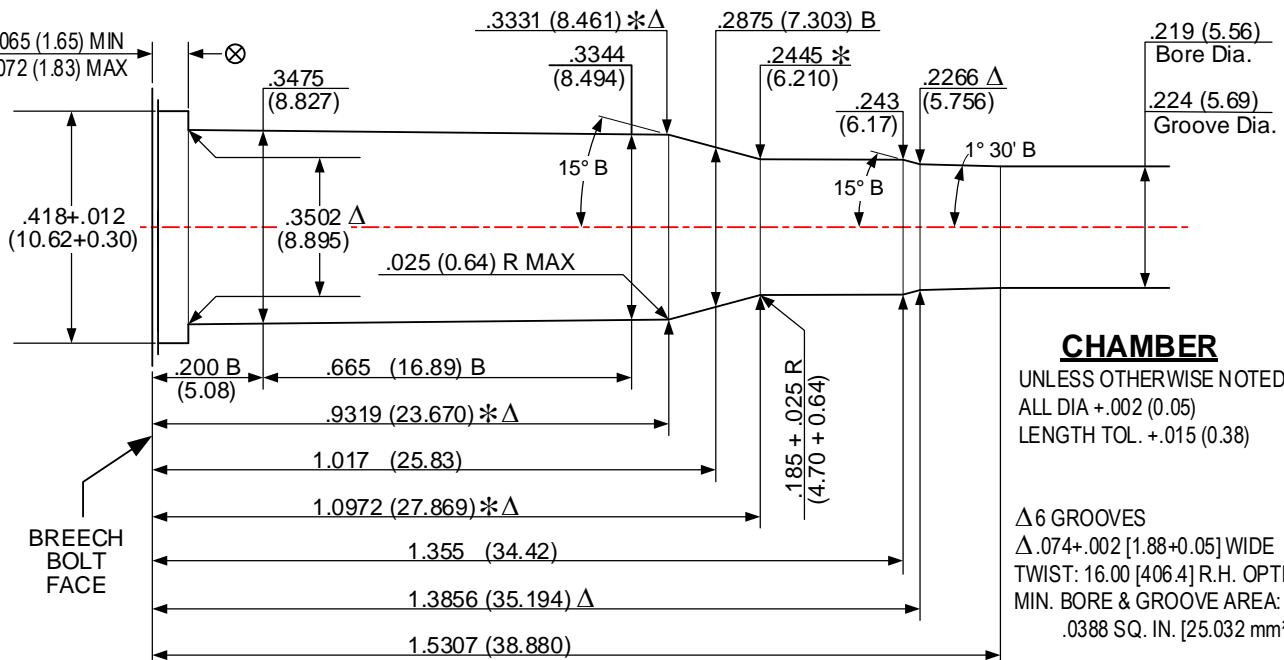 .065 (1.65) MIN
.072 (1.83) MAX
⊗
.3475
(8.827)
.3331 (8.461) ✻Δ
.3344
(8.494)
.2875 (7.303) B
.2445 ✻
(6.210)
.243
(6.17)
.2266 Δ
(5.756)
.219 (5.56)
Bore Dia.
.224 (5.69)
Groove Dia.
15° B
15° B
1° 30' B
.418+.012
(10.62+0.30)
.3502 Δ
(8.895)
.025 (0.64) R MAX
.200 B
(5.08)
.665 (16.89) B
.9319 (23.670) ✻Δ
1.017 (25.83)
1.0972 (27.869) ✻Δ
1.355 (34.42)
1.3856 (35.194) Δ
1.5307 (38.880)
.185 + .025 R
(4.70 + 0.64)
BREECH
BOLT
FACE
CHAMBER
UNLESS OTHERWISE NOTED
ALL DIA +.002 (0.05)
LENGTH TOL. +.015 (0.38)
Δ 6 GROOVES
Δ .074+.002 [1.88+0.05] WIDE
TWIST: 16.00 [406.4] R.H.
MIN. BORE & GROOVE AREA:
.0388 SQ. IN. [25.032 mm²